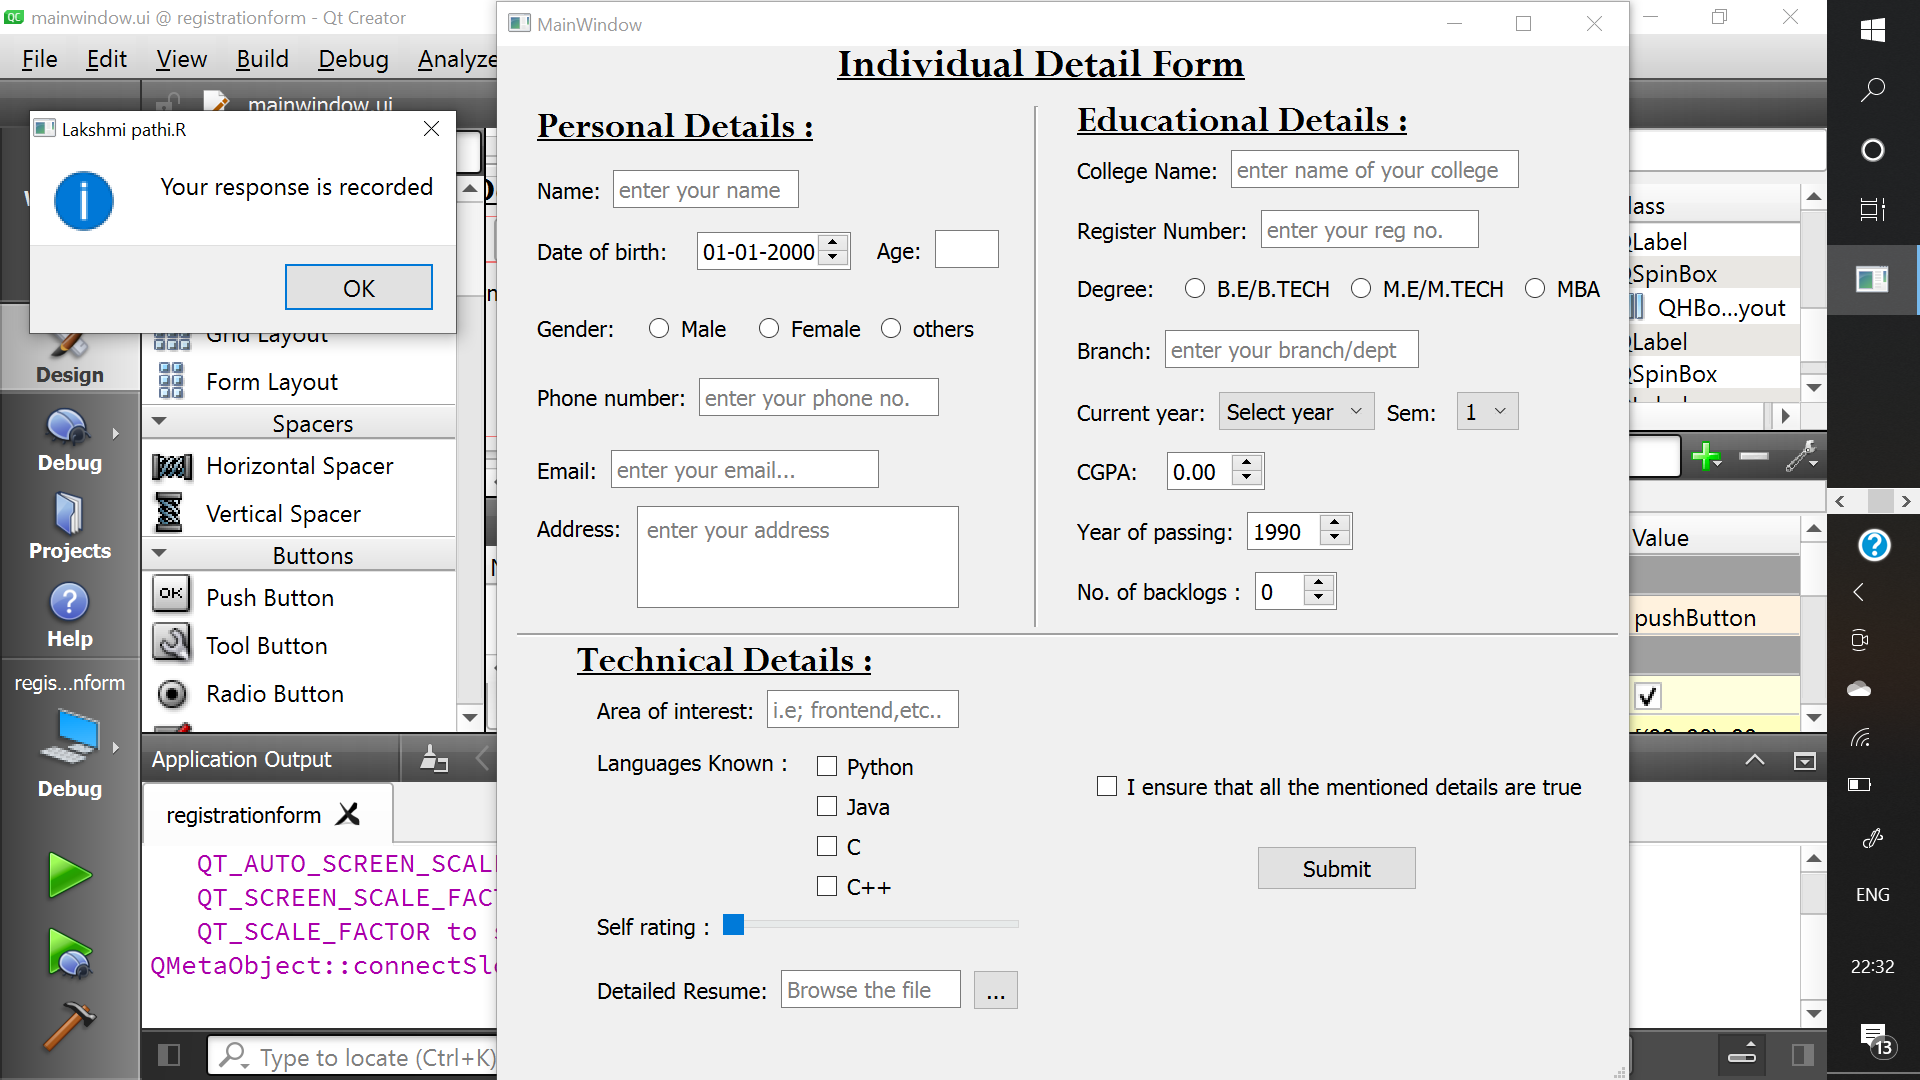 mainwindow.ui @ registrationform - Qt Creator
File Edit View Build Debug Analyze
mainwindow.ui
Lakshmi pathi.R
Your response is recorded
OK
Grid Layout
Form Layout
Spacers
Horizontal Spacer
Vertical Spacer
Buttons
Push Button
Tool Button
Radio Button
Design
Debug
Projects
Help
regis...nform
Debug
Application Output
registrationform
QT_AUTO_SCREEN_SCALE
QT_SCREEN_SCALE_FACT
QT_SCALE_FACTOR to s
QMetaObject::connectSlo
Type to locate (Ctrl+K)
MainWindow
Individual Detail Form
Personal Details :
Name: enter your name
Date of birth: 01-01-2000 Age:
Gender: Male Female others
Phone number: enter your phone no.
Email: enter your email...
Address: enter your address
Educational Details :
College Name: enter name of your college
Register Number: enter your reg no.
Degree: B.E/B.TECH M.E/M.TECH MBA
Branch: enter your branch/dept
Current year: Select year Sem: 1
CGPA: 0.00
Year of passing: 1990
No. of backlogs : 0
Technical Details :
Area of interest: i.e; frontend,etc..
Languages Known : Python
Java
C
C++
Self rating :
Detailed Resume: Browse the file ...
I ensure that all the mentioned details are true
Submit
lass
QLabel
QSpinBox
QHBo...yout
QLabel
QSpinBox
Value
pushButton
ENG
22:32
13